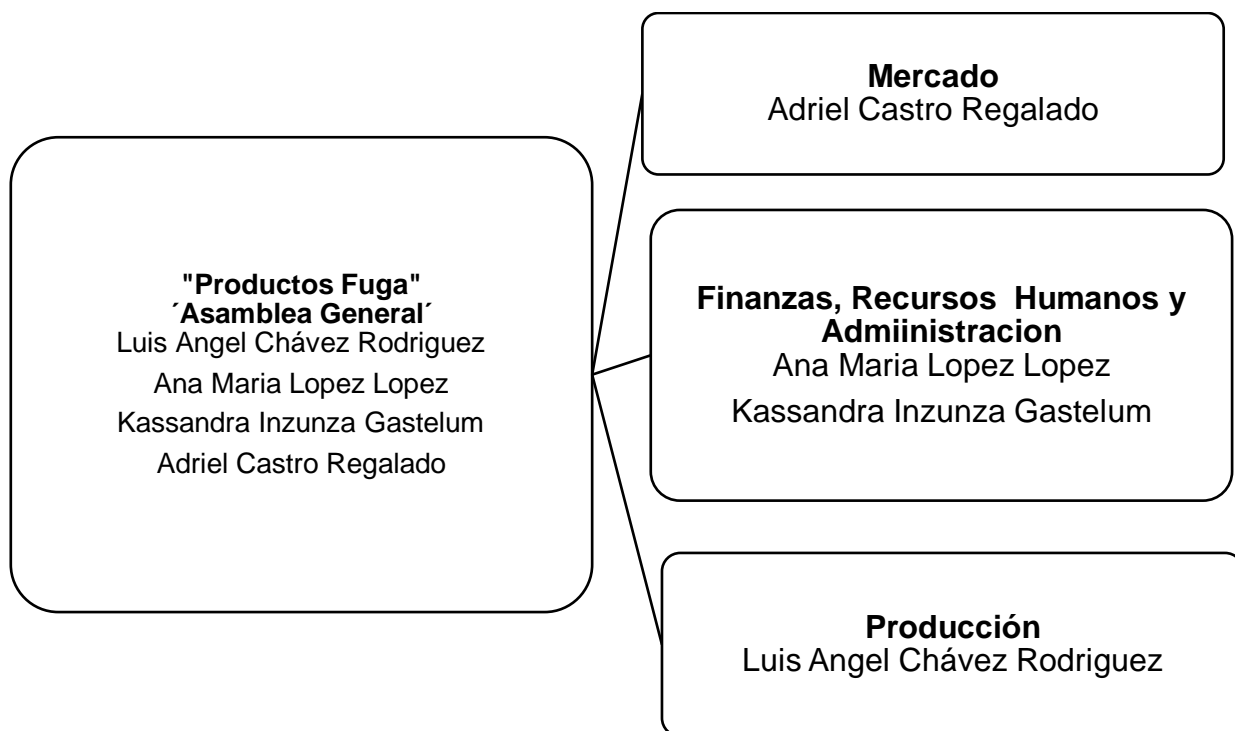 "Productos Fuga"
´Asamblea General´
Luis Angel Chávez Rodriguez
Ana Maria Lopez Lopez
Kassandra Inzunza Gastelum
Adriel Castro Regalado
Mercado
Adriel Castro Regalado
Finanzas, Recursos  Humanos y
Admiinistracion
Ana Maria Lopez Lopez
Kassandra Inzunza Gastelum
Producción
Luis Angel Chávez Rodriguez